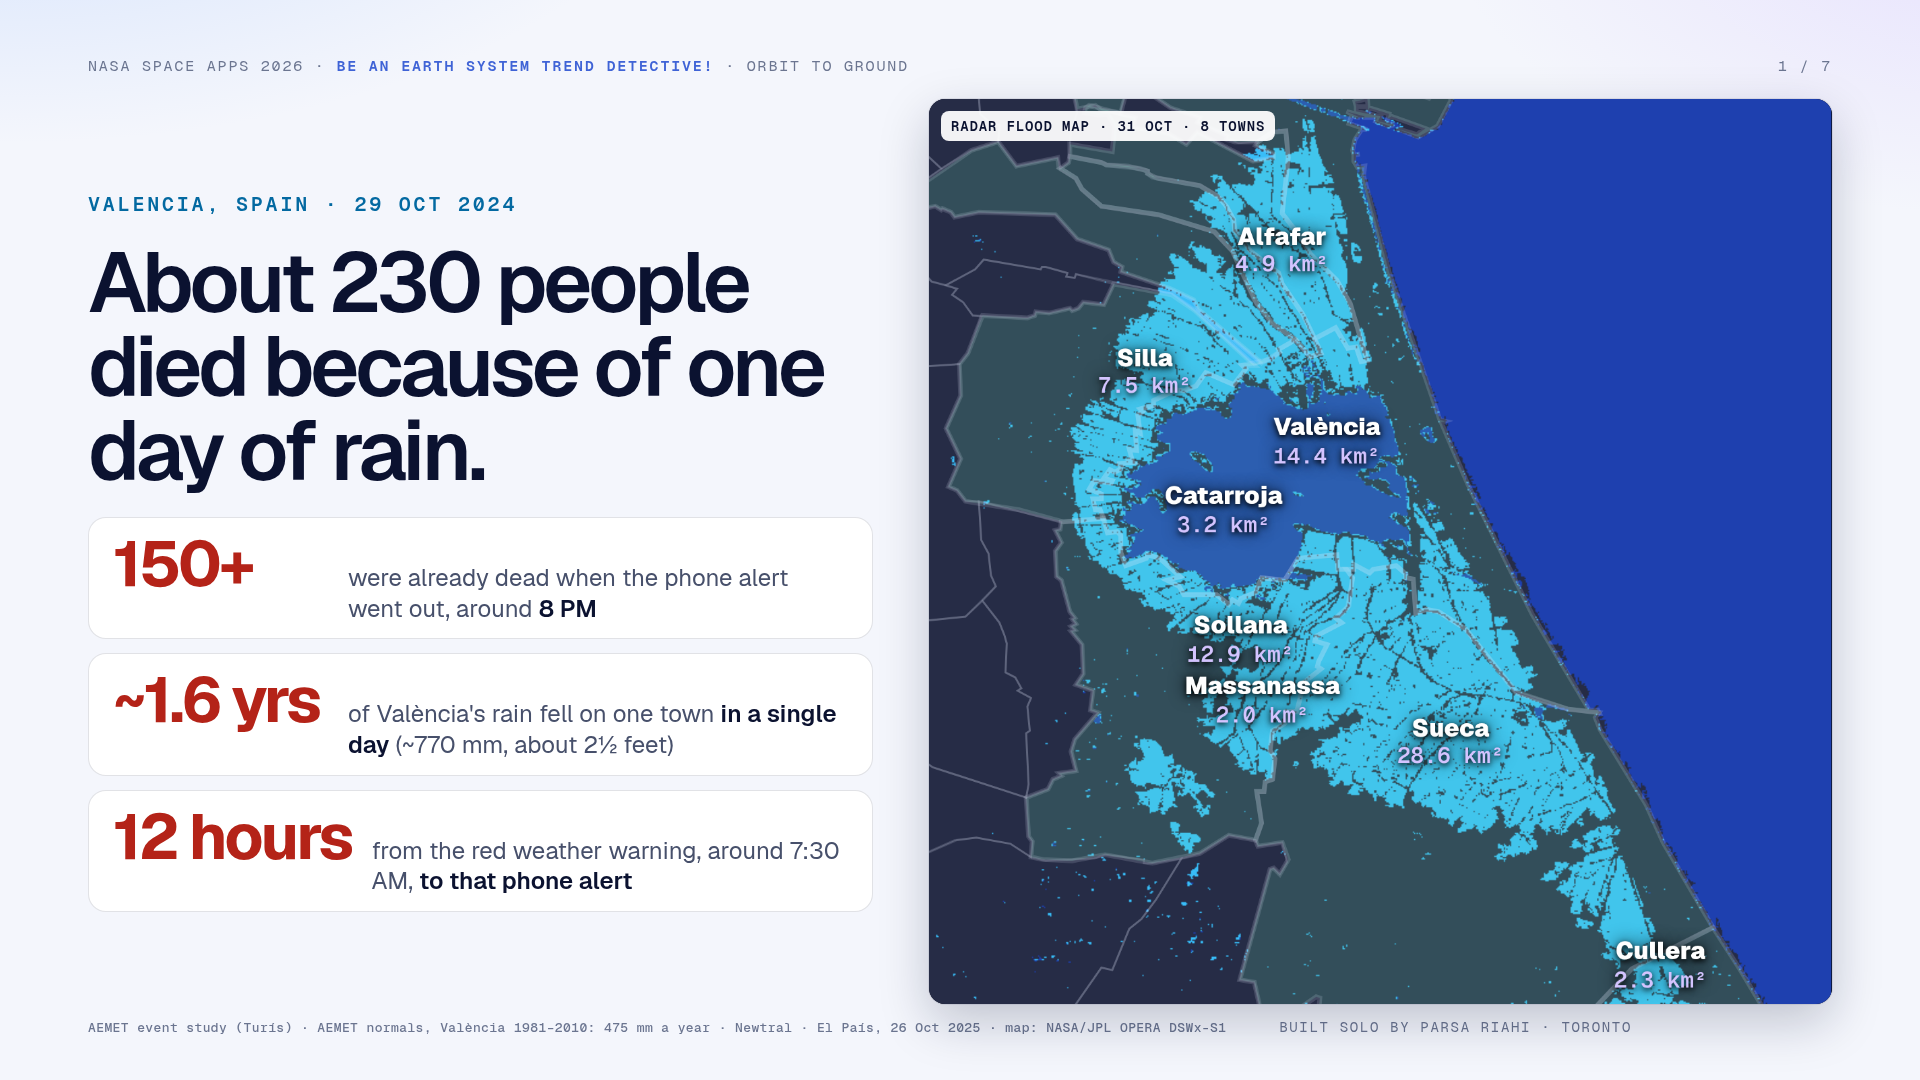 NASA SPACE APPS 2026 · BE AN EARTH SYSTEM TREND DETECTIVE! · ORBIT TO GROUND
1 / 7
VALENCIA, SPAIN · 29 OCT 2024
About 230 people
died because of one
day of rain.
150+
were already dead when the phone alert
went out, around 8 PM
~1.6 yrs
of València's rain fell on one town in a single
day (~770 mm, about 2½ feet)
12 hours
from the red weather warning, around 7:30
AM, to that phone alert
RADAR FLOOD MAP · 31 OCT · 8 TOWNS
Alfafar
4.9 km²
Silla
7.5 km²
València
14.4 km²
Catarroja
3.2 km²
Sollana
12.9 km²
Massanassa
2.0 km²
Sueca
28.6 km²
Cullera
2.3 km²
AEMET event study (Turís) · AEMET normals, València 1981–2010: 475 mm a year · Newtral · El País, 26 Oct 2025 · map: NASA/JPL OPERA DSWx-S1
BUILT SOLO BY PARSA RIAHI · TORONTO